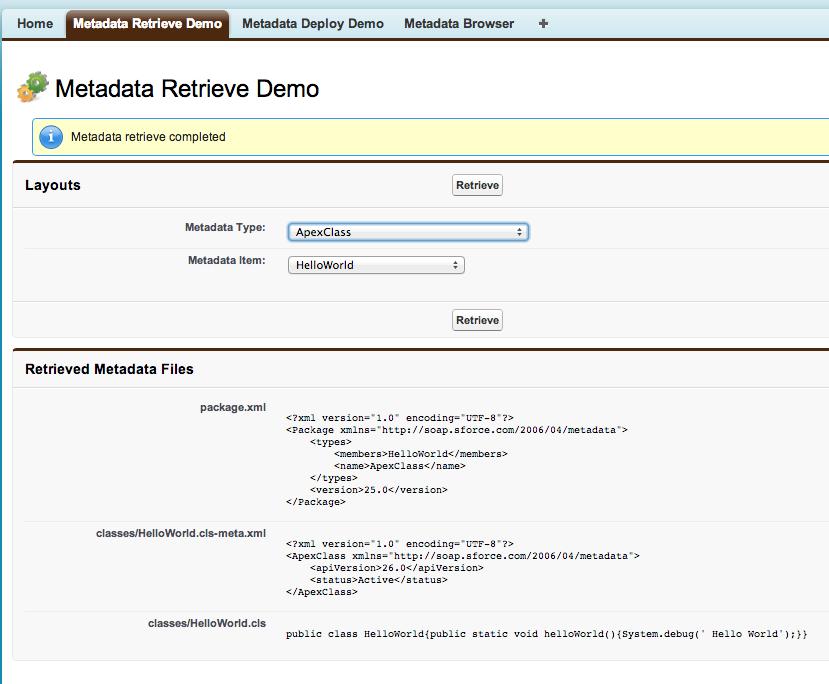 Home Metadata Retrieve Demo Metadata Deploy Demo Metadata Browser +
Metadata Retrieve Demo
Metadata retrieve completed
Layouts Retrieve
Metadata Type: ApexClass
Metadata Item: HelloWorld
Retrieve
Retrieved Metadata Files
package.xml
<?xml version="1.0" encoding="UTF-8"?>
<Package xmlns="http://soap.sforce.com/2006/04/metadata">
    <types>
        <members>HelloWorld</members>
        <name>ApexClass</name>
    </types>
    <version>25.0</version>
</Package>
classes/HelloWorld.cls-meta.xml
<?xml version="1.0" encoding="UTF-8"?>
<ApexClass xmlns="http://soap.sforce.com/2006/04/metadata">
    <apiVersion>26.0</apiVersion>
    <status>Active</status>
</ApexClass>
classes/HelloWorld.cls
public class HelloWorld{public static void helloWorld(){System.debug(' Hello World');}}